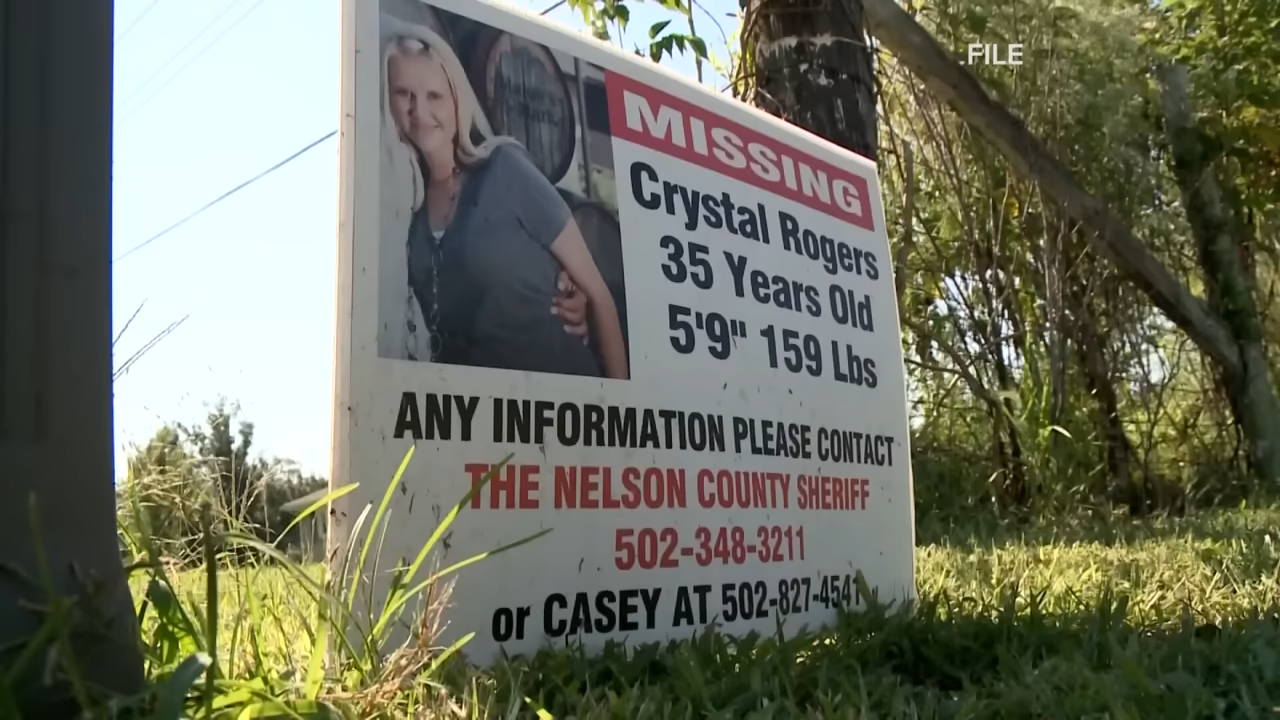 FILE
MISSING
Crystal Rogers
35 Years Old
5'9" 159 Lbs
ANY INFORMATION PLEASE CONTACT
THE NELSON COUNTY SHERIFF
502-348-3211
or CASEY AT 502-827-4541